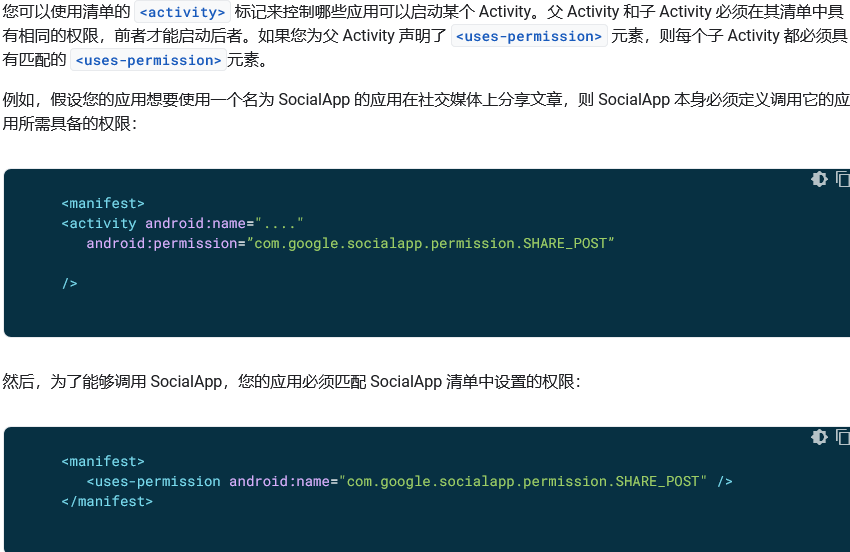 您可以使用清单的 <activity> 标记来控制哪些应用可以启动某个 Activity。父 Activity 和子 Activity 必须在其清单中具
有相同的权限，前者才能启动后者。如果您为父 Activity 声明了 <uses-permission> 元素，则每个子 Activity 都必须具
有匹配的 <uses-permission>元素。
例如，假设您的应用想要使用一个名为 SocialApp 的应用在社交媒体上分享文章，则 SocialApp 本身必须定义调用它的应
用所需具备的权限：
<manifest>
<activity android:name="...."
android:permission=”com.google.socialapp.permission.SHARE_POST”
/>
然后，为了能够调用 SocialApp，您的应用必须匹配 SocialApp 清单中设置的权限：
<manifest>
<uses-permission android:name="com.google.socialapp.permission.SHARE_POST" />
</manifest>